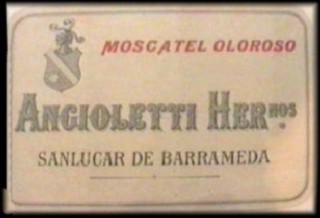 MOSCATEL OLOROSO
ANGIOLETTI HERNOS.
SANLUCAR DE BARRAMEDA